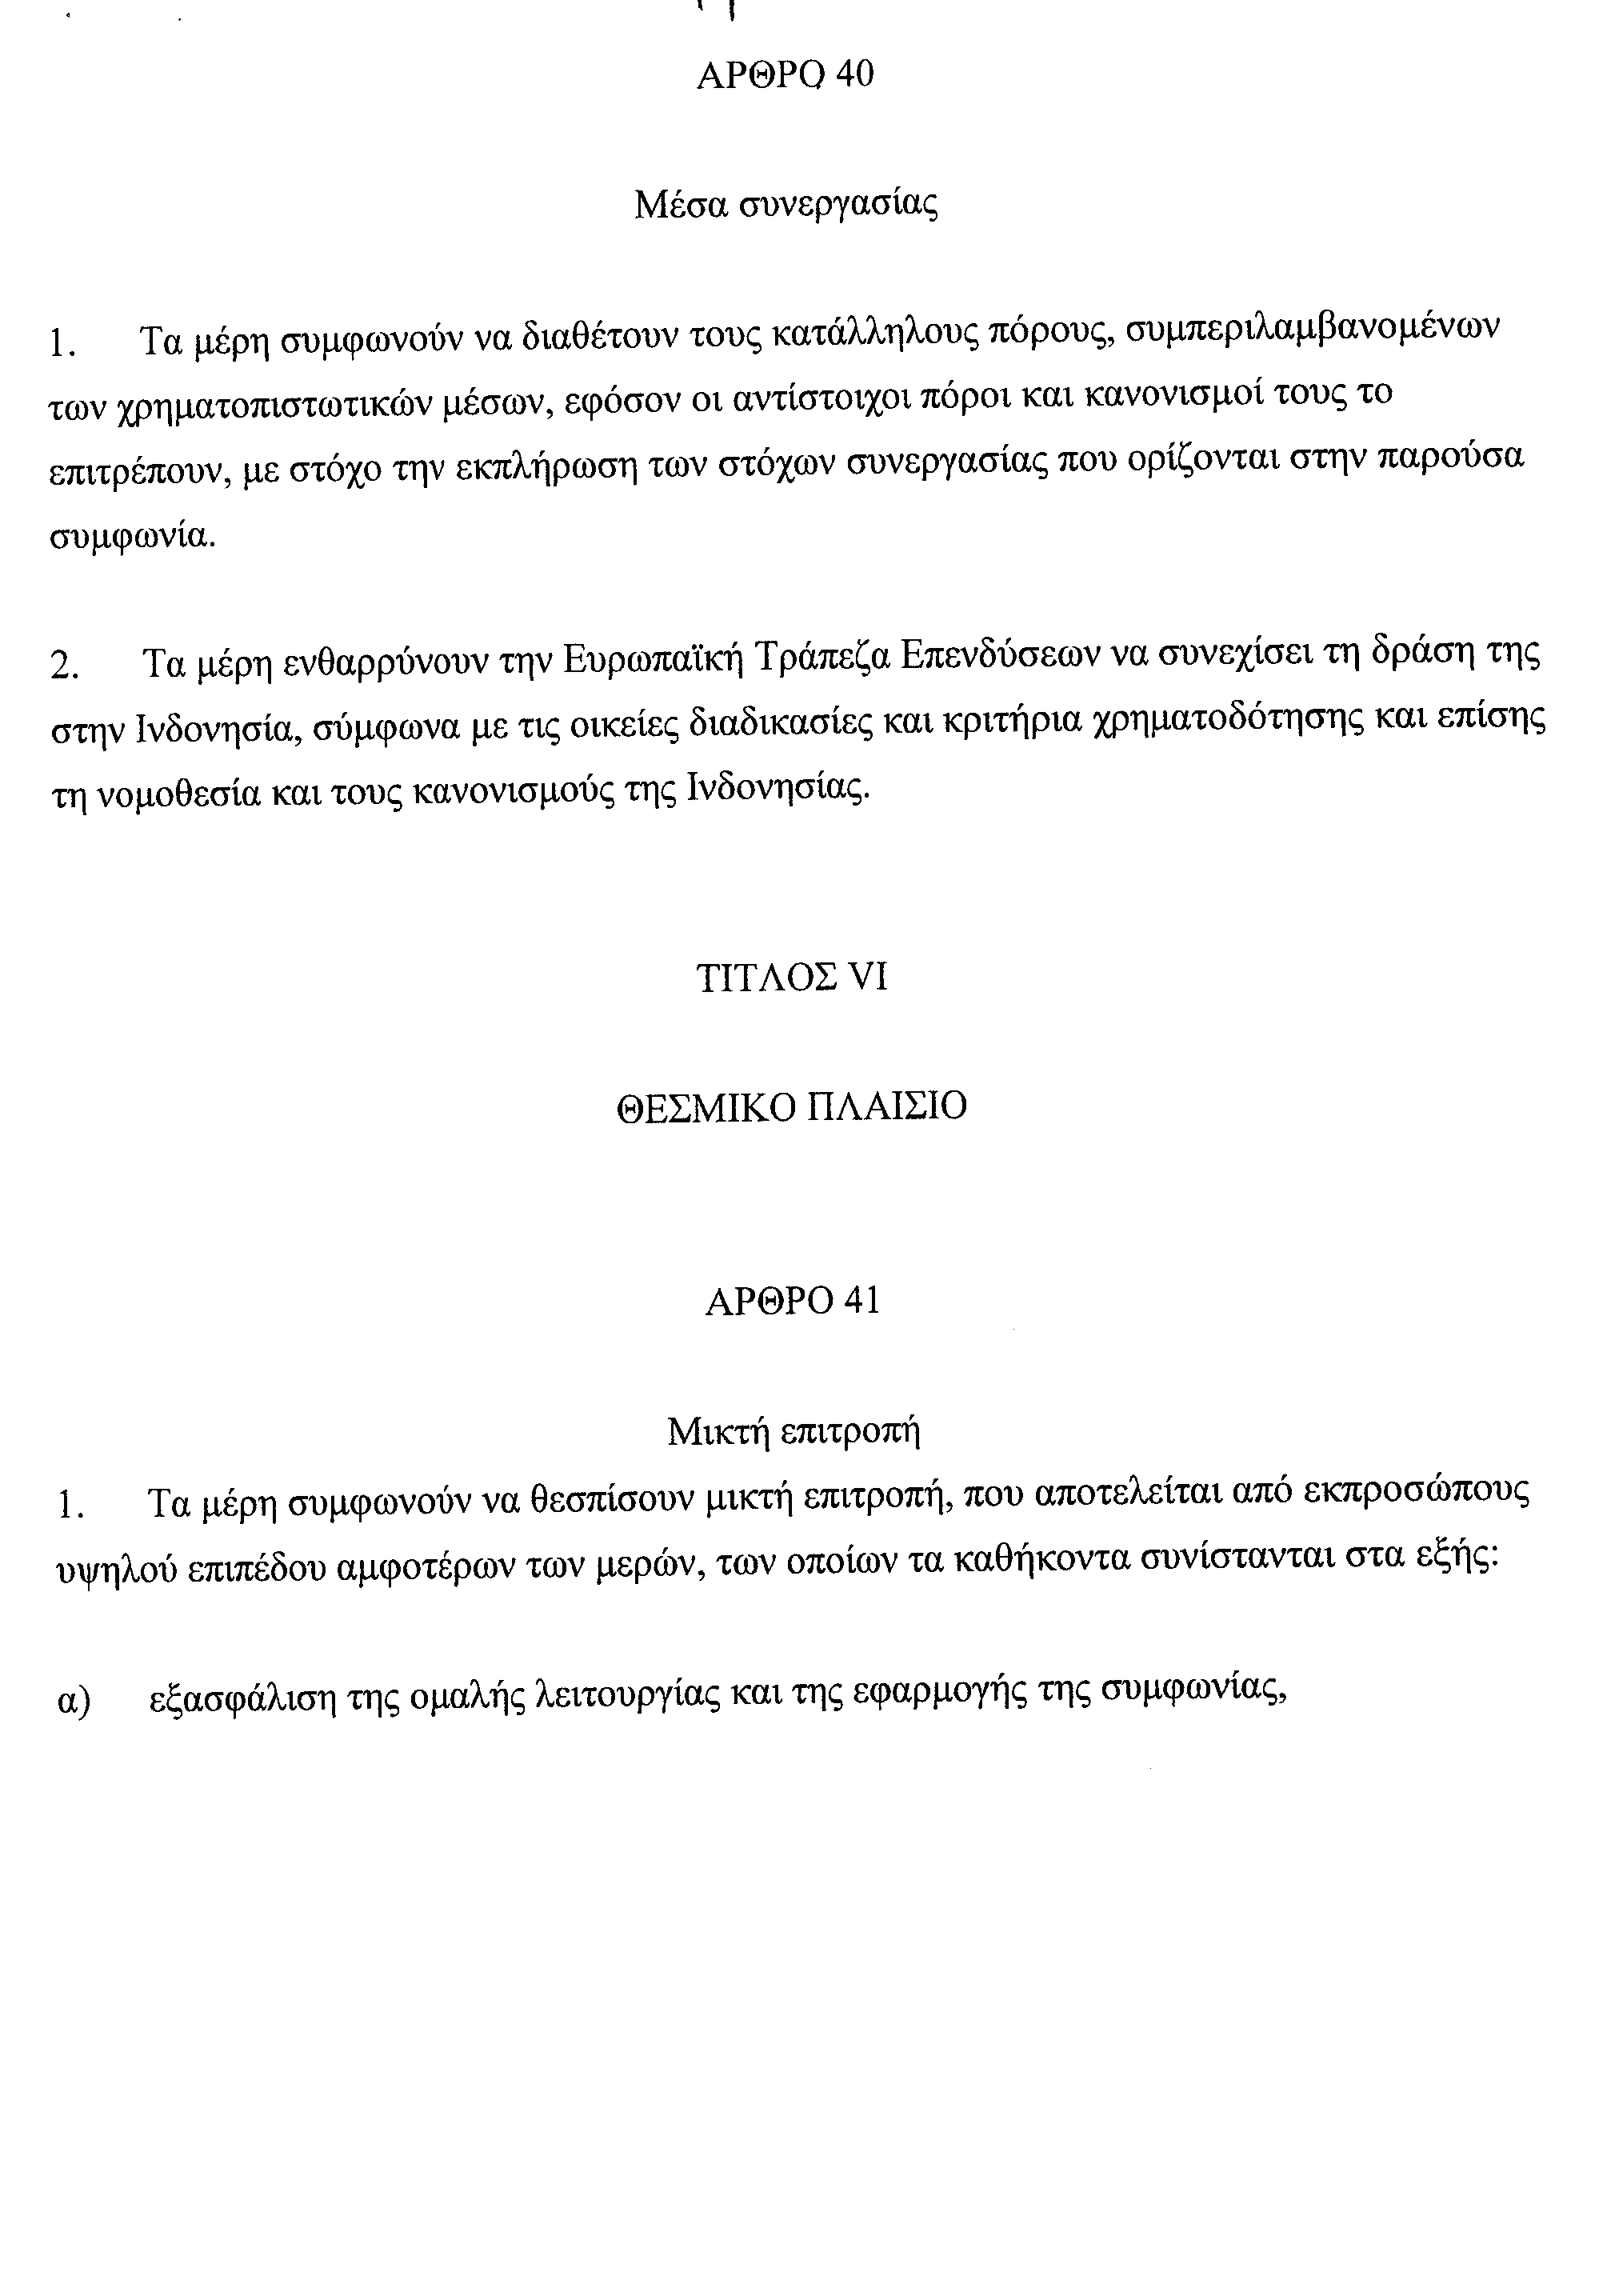 ΑΡΘΡΟ 40
Μέσα συνεργασίας
1. Τα μέρη συμφωνούν να διαθέτουν τους κατάλληλους πόρους, συμπεριλαμβανομένων
των χρηματοπιστωτικών μέσων, εφόσον οι αντίστοιχοι πόροι και κανονισμοί τους το
επιτρέπουν, με στόχο την εκπλήρωση των στόχων συνεργασίας που ορίζονται στην παρούσα
συμφωνία.
2. Τα μέρη ενθαρρύνουν την Ευρωπαϊκή Τράπεζα Επενδύσεων να συνεχίσει τη δράση της
στην Ινδονησία, σύμφωνα με τις οικείες διαδικασίες και κριτήρια χρηματοδότησης και επίσης
τη νομοθεσία και τους κανονισμούς της Ινδονησίας.
ΤΙΤΛΟΣ VI
ΘΕΣΜΙΚΟ ΠΛΑΙΣΙΟ
ΑΡΘΡΟ 41
Μικτή επιτροπή
1. Τα μέρη συμφωνούν να θεσπίσουν μικτή επιτροπή, που αποτελείται από εκπροσώπους
υψηλού επιπέδου αμφοτέρων των μερών, των οποίων τα καθήκοντα συνίστανται στα εξής:
α) εξασφάλιση της ομαλής λειτουργίας και της εφαρμογής της συμφωνίας,